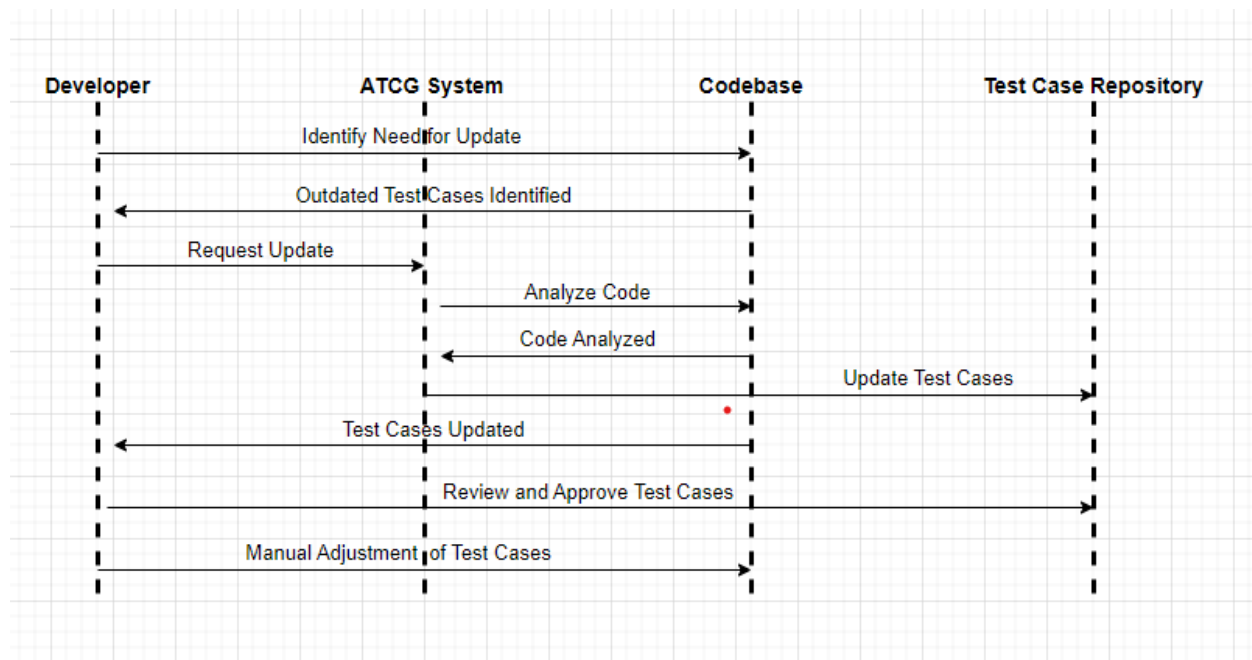 Developer
ATCG System
Codebase
Test Case Repository
Identify Need for Update
Outdated Test Cases Identified
Request Update
Analyze Code
Code Analyzed
Update Test Cases
Test Cases Updated
Review and Approve Test Cases
Manual Adjustment of Test Cases